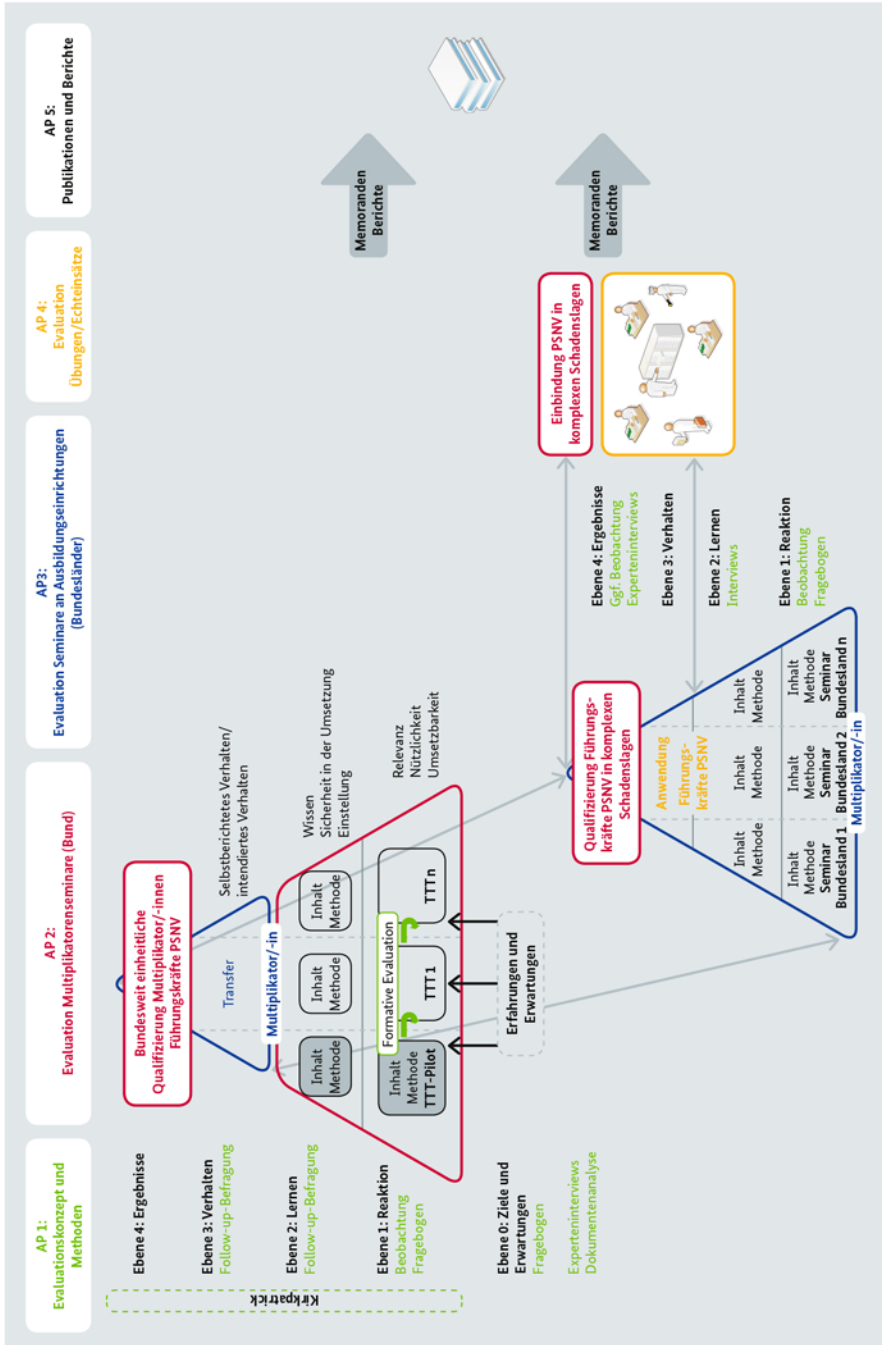 AP 1:
Evaluationskonzept und
Methoden
AP 2:
Evaluation Multiplikatorenseminare (Bund)
AP3:
Evaluation Seminare an Ausbildungseinrichtungen
(Bundesländer)
AP 4:
Evaluation
Übungen/Echteinsätze
AP 5:
Publikationen und Berichte
Kirkpatrick
Ebene 4: Ergebnisse
Ebene 3: Verhalten
Follow-up-Befragung
Ebene 2: Lernen
Follow-up-Befragung
Ebene 1: Reaktion
Beobachtung
Fragebogen
Ebene 0: Ziele und
Erwartungen
Fragebogen
Experteninterviews
Dokumentenanalyse
Bundesweit einheitliche
Qualifizierung Multiplikator/-innen
Führungskräfte PSNV
Transfer
Selbstberichtetes Verhalten/
intendiertes Verhalten
Multiplikator/-in
Inhalt
Methode
Inhalt
Methode
Inhalt
Methode
Wissen
Sicherheit in der Umsetzung
Einstellung
Formative Evaluation
Inhalt
Methode
TTT-Pilot
TTT1
TTTn
Relevanz
Nützlichkeit
Umsetzbarkeit
Erfahrungen und
Erwartungen
Qualifizierung Führungs-
kräfte PSNV in komplexen
Schadenslagen
Anwendung
Führungs-
kräfte PSNV
Inhalt
Methode
Inhalt
Methode
Inhalt
Methode
Inhalt
Methode
Seminar
Bundesland 1
Inhalt
Methode
Seminar
Bundesland 2
Inhalt
Methode
Seminar
Bundesland n
Multiplikator/-in
Ebene 4: Ergebnisse
Ggf. Beobachtung
Experteninterviews
Ebene 3: Verhalten
Ebene 2: Lernen
Interviews
Ebene 1: Reaktion
Beobachtung
Fragebogen
Einbindung PSNV in
komplexen Schadenslagen
Memoranden
Berichte
Memoranden
Berichte